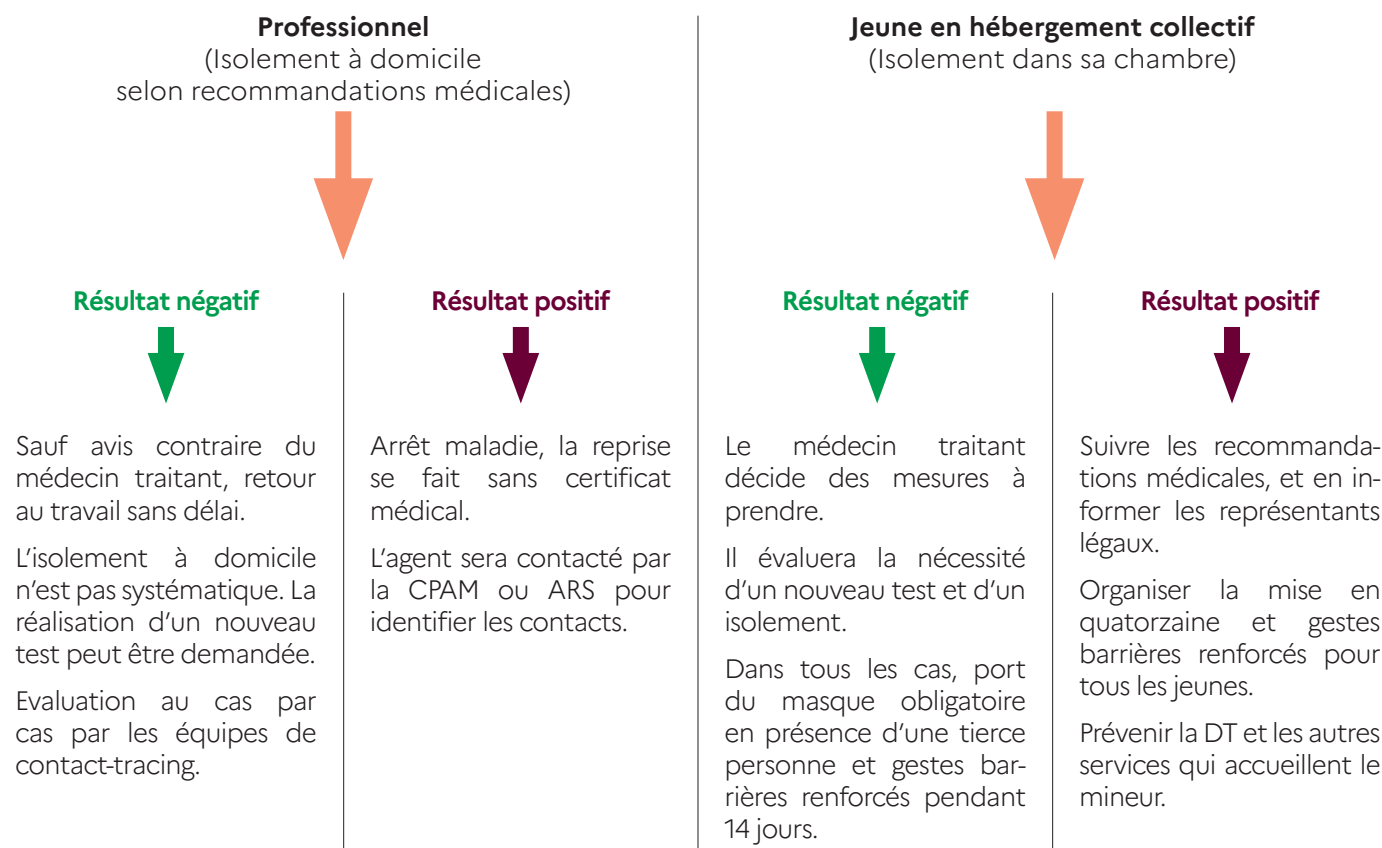 Professionnel
(Isolement à domicile
selon recommandations médicales)
Jeune en hébergement collectif
(Isolement dans sa chambre)
Résultat négatif
Sauf avis contraire du
médecin traitant, retour
au travail sans délai.
L'isolement à domicile
n'est pas systématique. La
réalisation d'un nouveau
test peut être demandée.
Evaluation au cas par
cas par les équipes de
contact-tracing.
Résultat positif
Arrêt maladie, la reprise
se fait sans certificat
médical.
L'agent sera contacté par
la CPAM ou ARS pour
identifier les contacts.
Résultat négatif
Le médecin traitant
décide des mesures à
prendre.
Il évaluera la nécessité
d'un nouveau test et d'un
isolement.
Dans tous les cas, port
du masque obligatoire
en présence d'une tierce
personne et gestes bar-
rières renforcés pendant
14 jours.
Résultat positif
Suivre les recommanda-
tions médicales, et en in-
former les représentants
légaux.
Organiser la mise en
quatorzaine et gestes
barrières renforcés pour
tous les jeunes.
Prévenir la DT et les autres
services qui accueillent le
mineur.